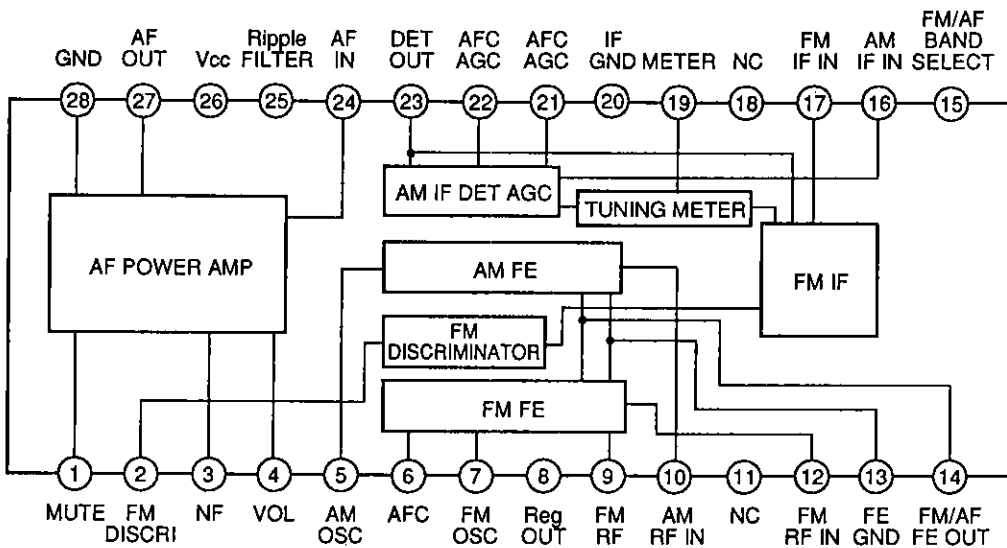 GND
AF
OUT
Vcc
Ripple
FILTER
AF
IN
DET
OUT
AFC
AGC
AFC
AGC
IF
GND
METER
NC
FM
IF IN
AM
IF IN
FM/AF
BAND
SELECT
28
27
26
25
24
23
22
21
20
19
18
17
16
15
AM IF DET AGC
TUNING METER
AF POWER AMP
AM FE
FM IF
FM
DISCRIMINATOR
FM FE
1
2
3
4
5
6
7
8
9
10
11
12
13
14
MUTE
FM
DISCRI
NF
VOL
AM
OSC
AFC
FM
OSC
Reg
OUT
FM
RF
AM
RF IN
NC
FM
RF IN
FE
GND
FM/AF
FE OUT